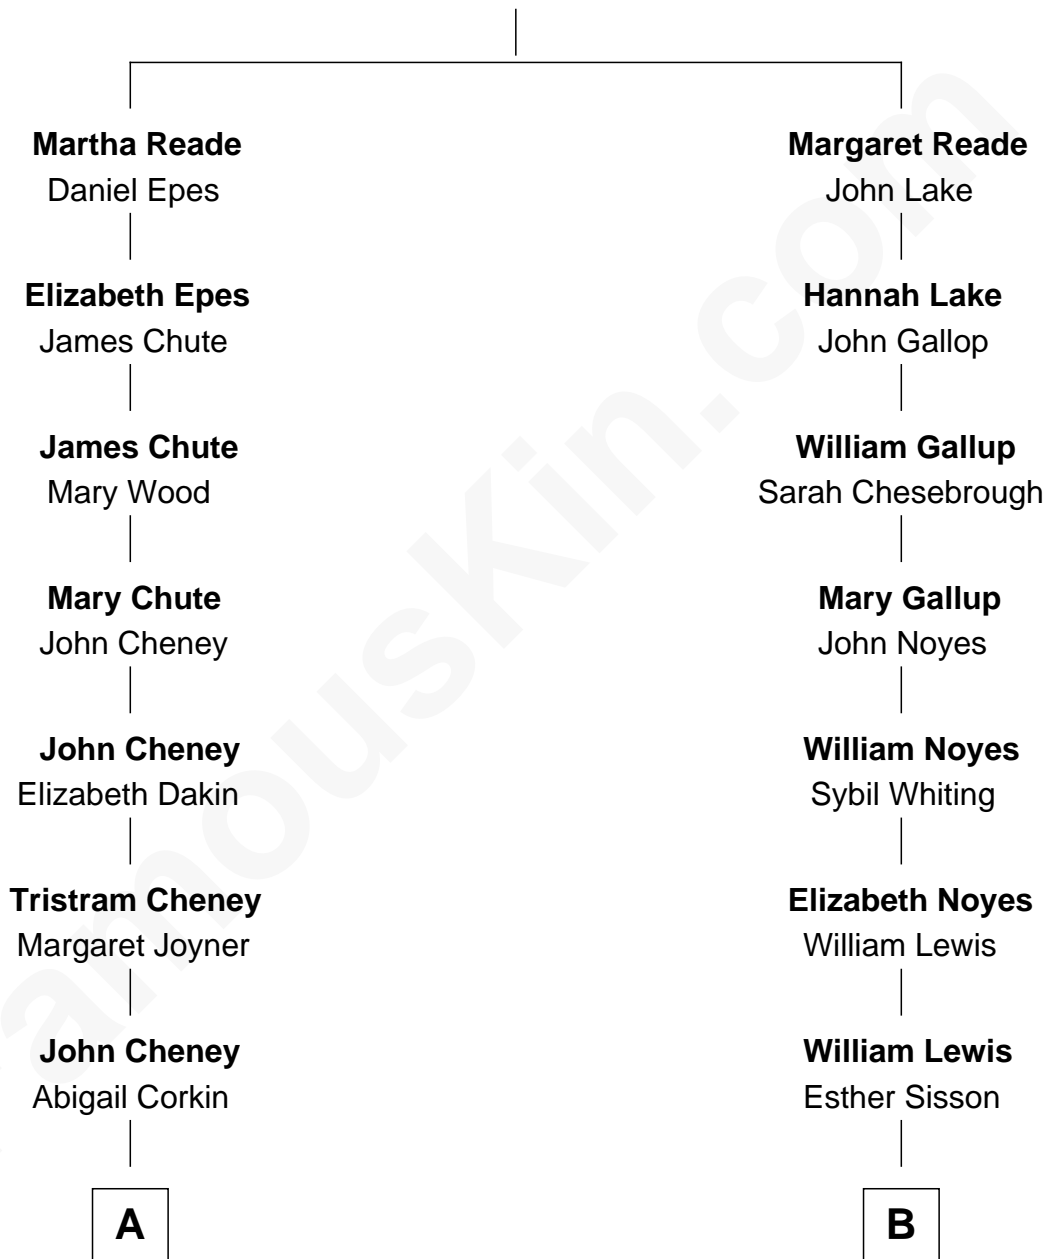 Martha Reade
Daniel Epes
Elizabeth Epes
James Chute
James Chute
Mary Wood
Mary Chute
John Cheney
John Cheney
Elizabeth Dakin
Tristram Cheney
Margaret Joyner
John Cheney
Abigail Corkin
A
Margaret Reade
John Lake
Hannah Lake
John Gallop
William Gallup
Sarah Chesebrough
Mary Gallup
John Noyes
William Noyes
Sybil Whiting
Elizabeth Noyes
William Lewis
William Lewis
Esther Sisson
B
famouskin.com